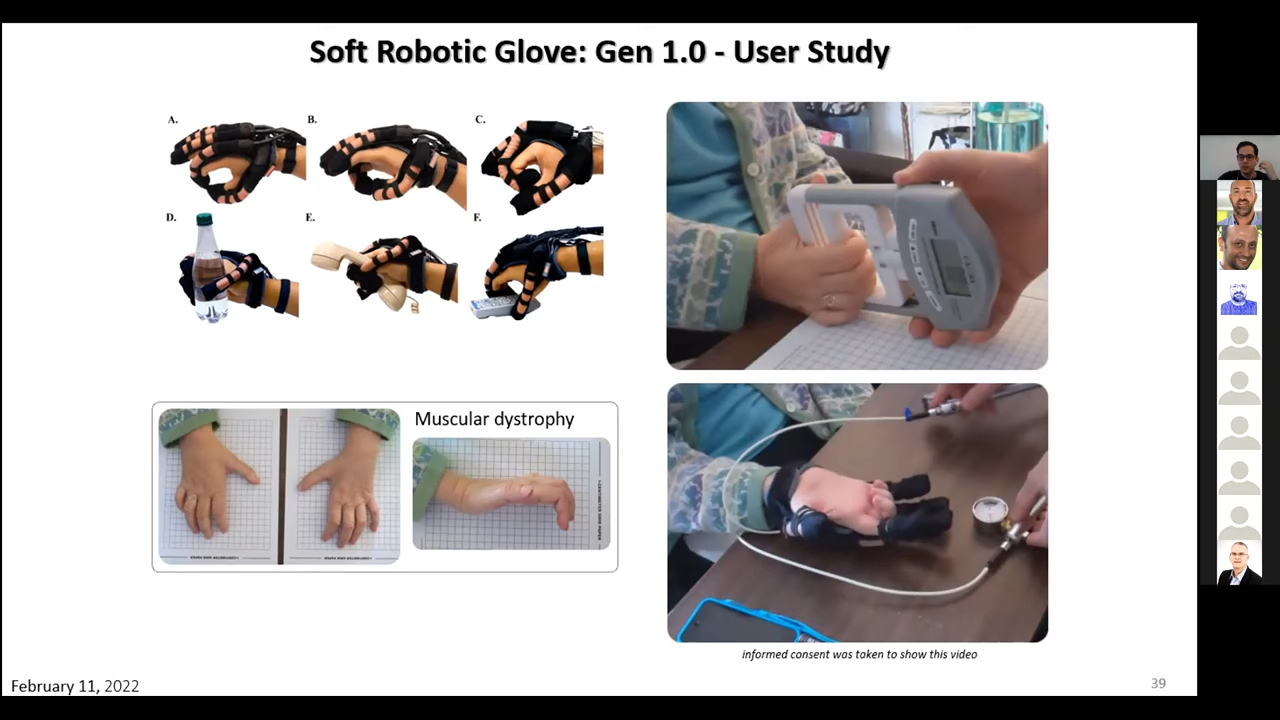 Soft Robotic Glove: Gen 1.0 - User Study
A.
B.
C.
D.
E.
F.
Muscular dystrophy
informed consent was taken to show this video
February 11, 2022
39